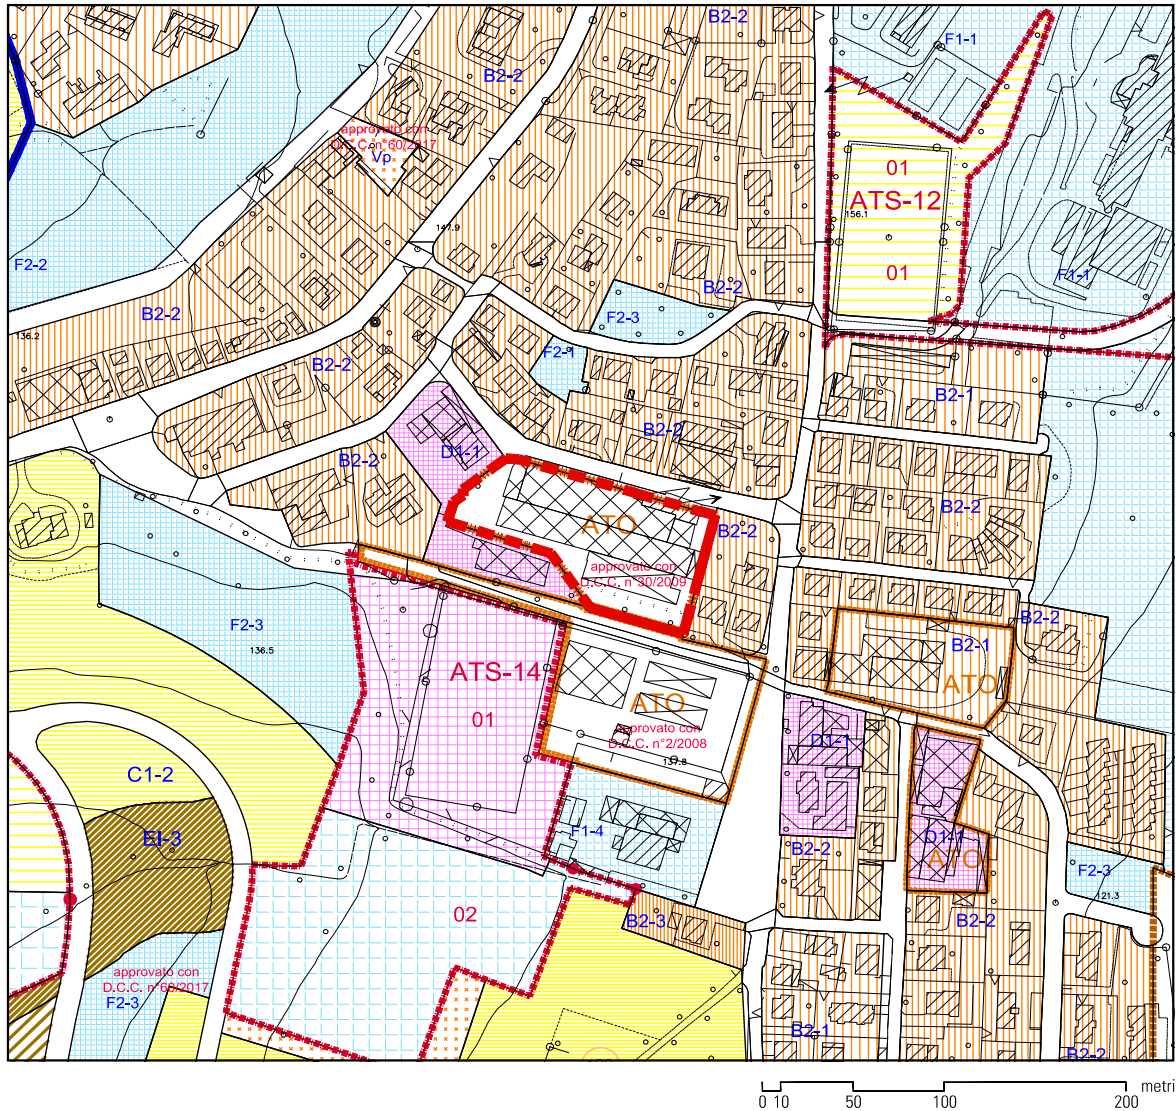 B2-2
F1-1
B2-2
approvato con
D.C.C. n°60/2017
Vp
01
ATS-12
156.1
147.9
F2-2
01
F1-1
B2-2
B2-2
F2-3
136.2
F2-1
B2-2
B2-1
B2-2
D1-1
B2-2
B2-2
ATO
B2-2
approvato con
D.C.C. n°30/2009
B2-2
F2-3
B2-1
136.5
ATS-14
ATO
ATO
01
approvato con
D.C.C. n°2/2008
D1-1
137.8
C1-2
EI-3
F1-4
D1-1
B2-2
ATO
F2-3
121.3
02
B2-3
B2-2
approvato con
D.C.C. n°60/2017
F2-3
B2-1
B2-2
metri
0 10 50 100 200